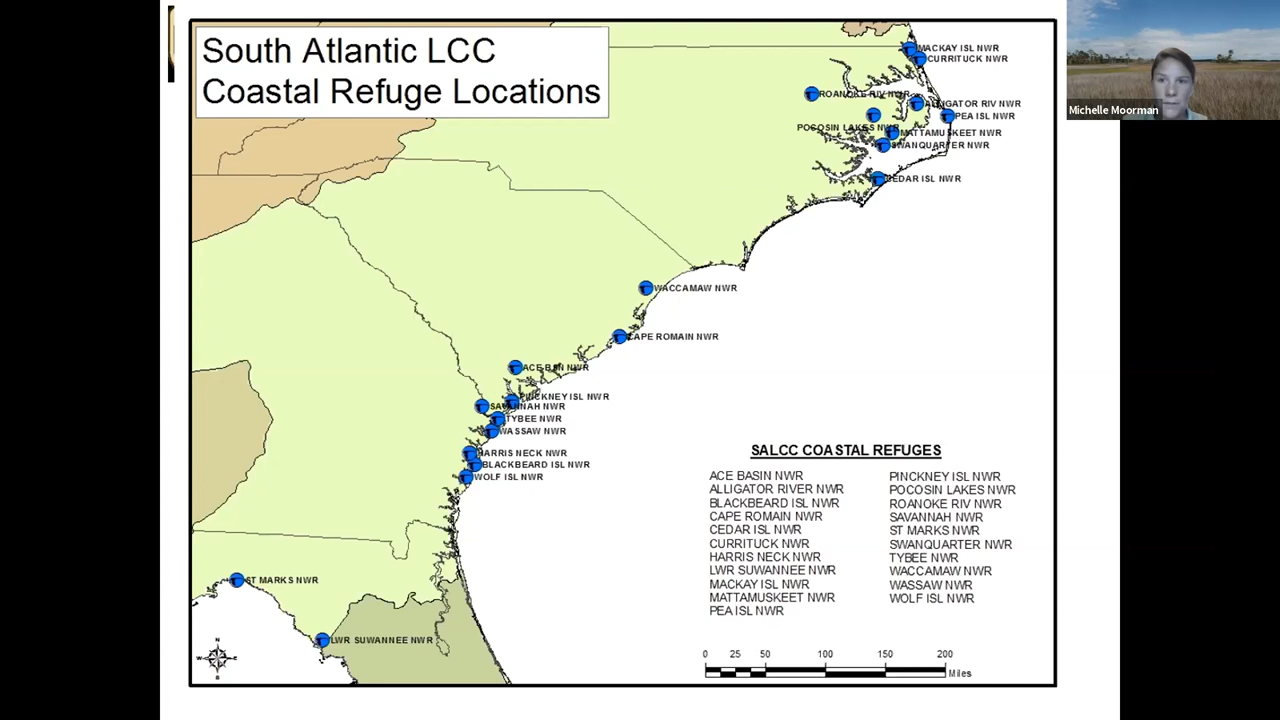 South Atlantic LCC
Coastal Refuge Locations
Michelle Moorman
MACKAY ISL NWR
CURRITUCK NWR
ROANOKE RIV NWR
ALLIGATOR RIV NWR
PEA ISL NWR
POCOSIN LAKES NWR
MATTAMUSKEET NWR
SWANQUARTER NWR
CEDAR ISL NWR
WACCAMAW NWR
CAPE ROMAIN NWR
ACE BSN NWR
PINCKNEY ISL NWR
SAVANNAH NWR
TYBEE NWR
WASSAW NWR
HARRIS NECK NWR
BLACKBEARD ISL NWR
WOLF ISL NWR
ST MARKS NWR
LWR SUWANNEE NWR
SALCC COASTAL REFUGES
ACE BASIN NWR
ALLIGATOR RIVER NWR
BLACKBEARD ISL NWR
CAPE ROMAIN NWR
CEDAR ISL NWR
CURRITUCK NWR
HARRIS NECK NWR
LWR SUWANNEE NWR
MACKAY ISL NWR
MATTAMUSKEET NWR
PEA ISL NWR
PINCKNEY ISL NWR
POCOSIN LAKES NWR
ROANOKE RIV NWR
SAVANNAH NWR
ST MARKS NWR
SWANQUARTER NWR
TYBEE NWR
WACCAMAW NWR
WASSAW NWR
WOLF ISL NWR
N
W E
S
0 25 50 100 150 200
Miles